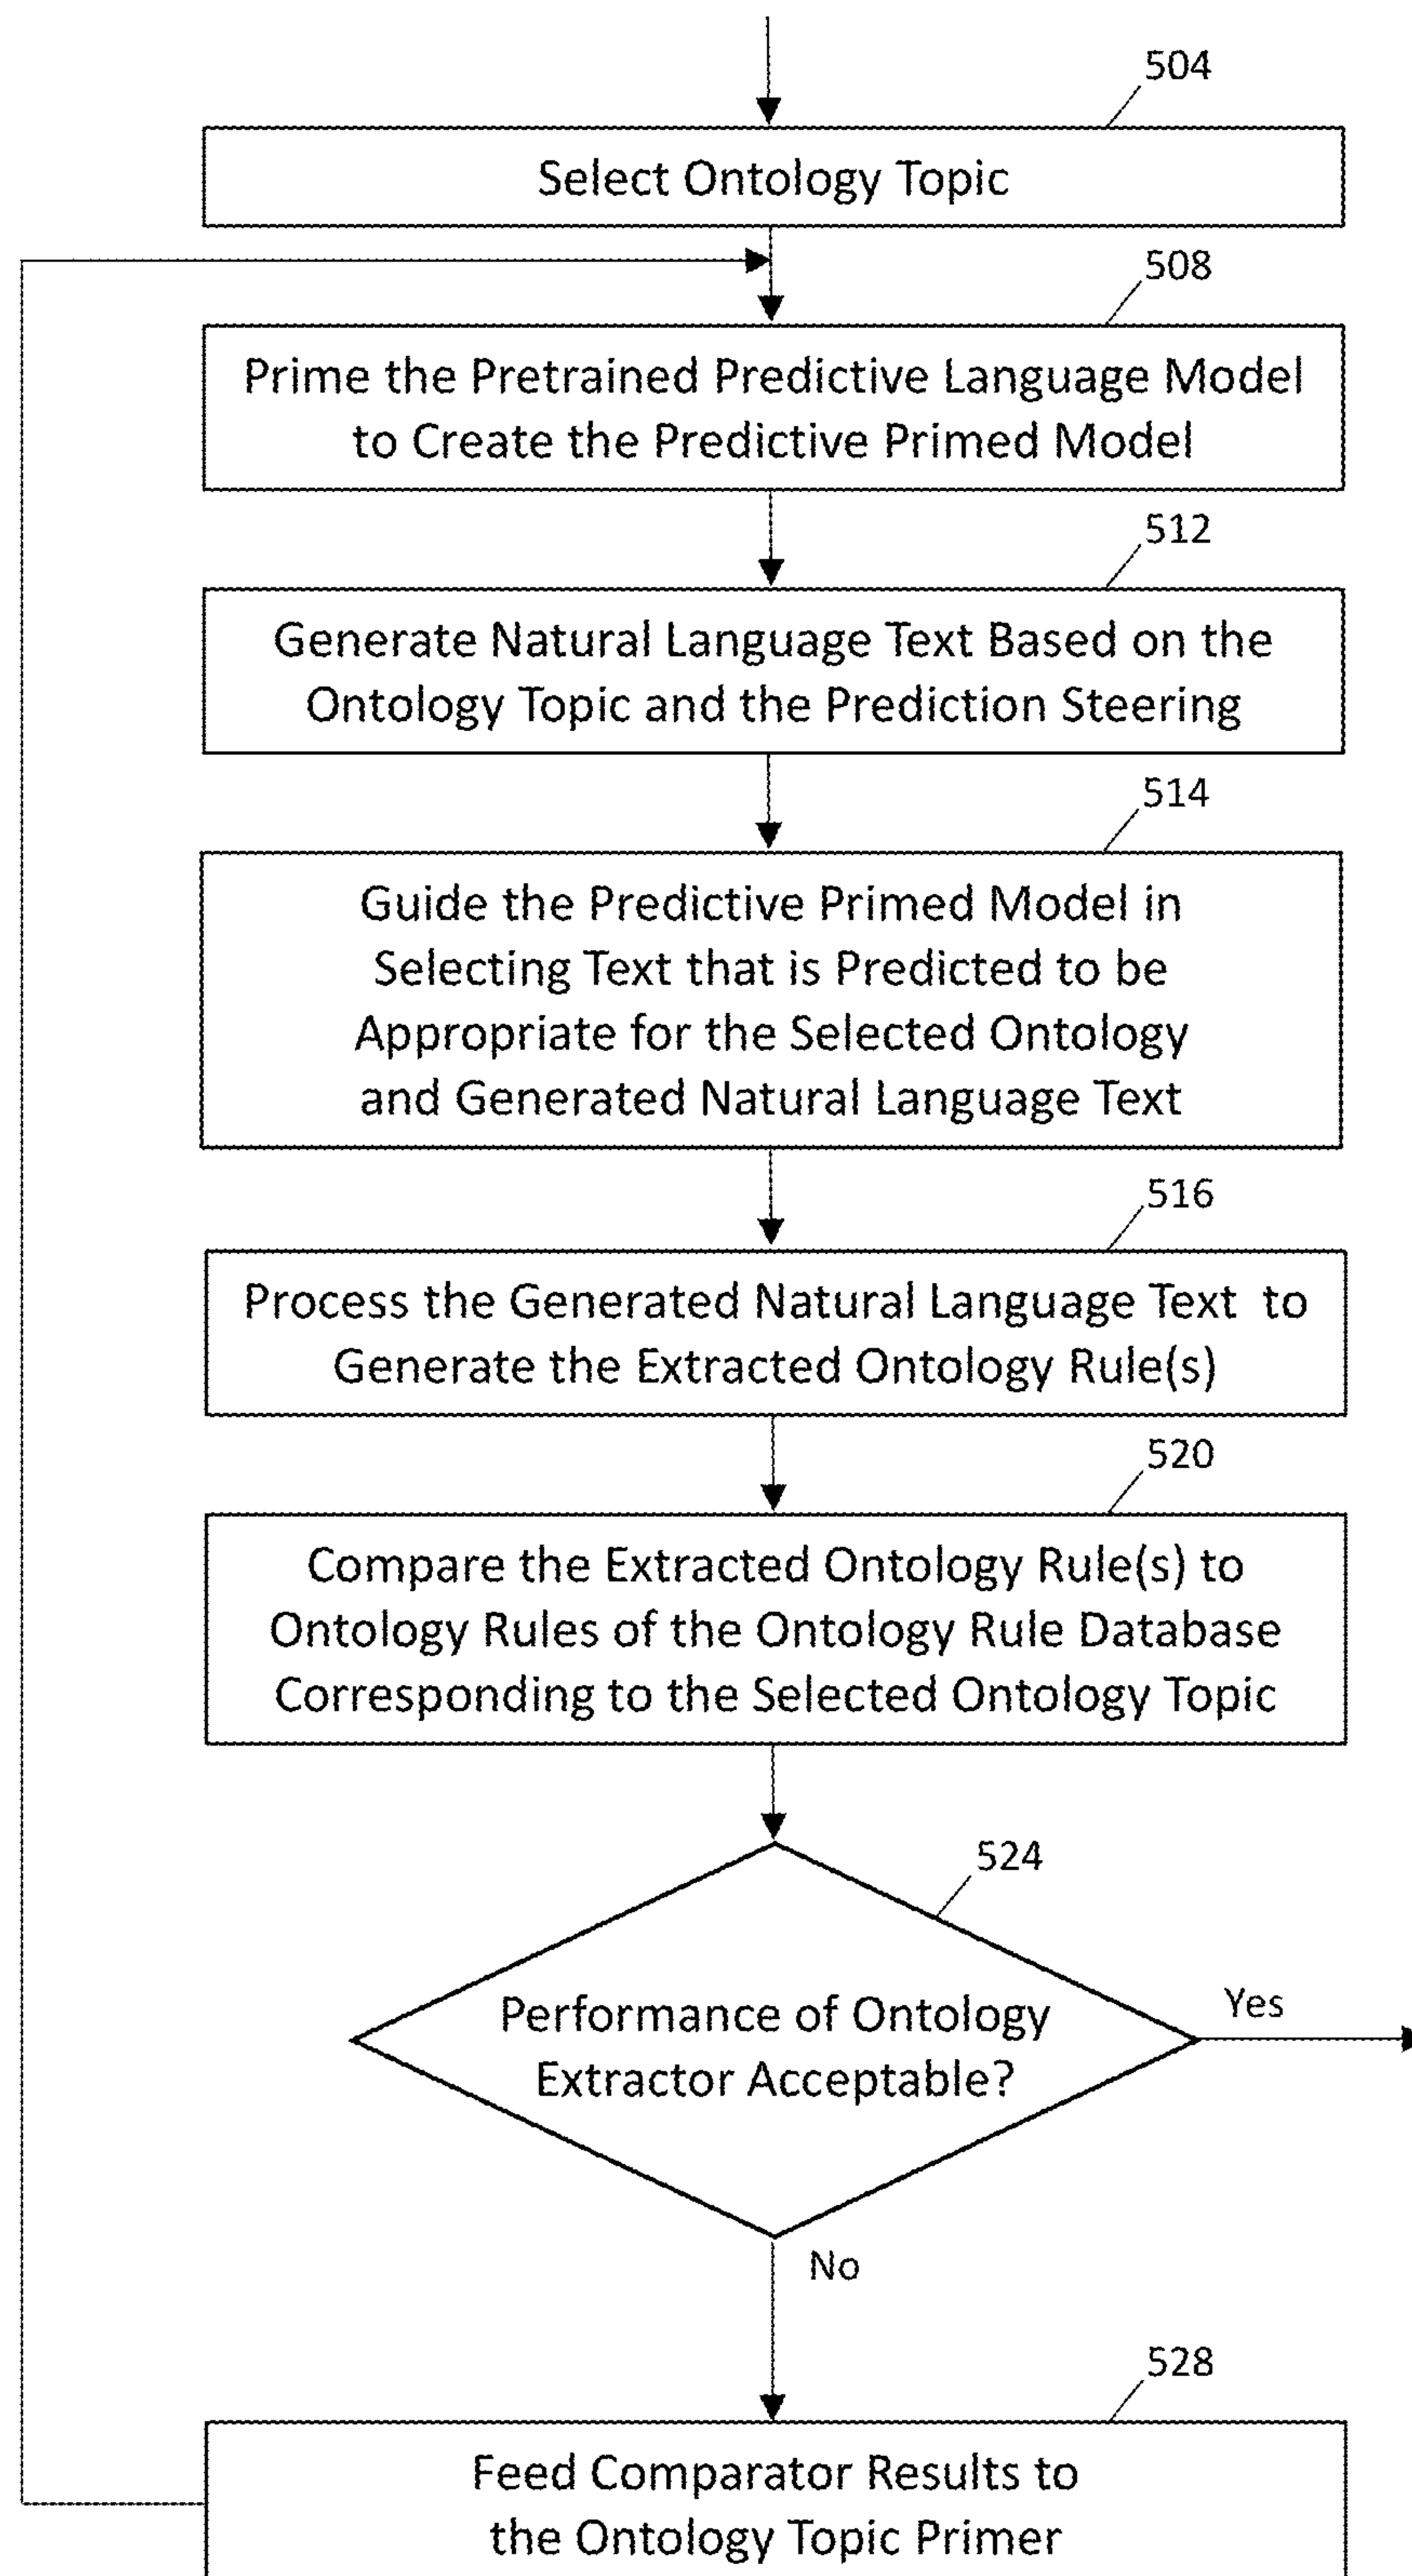 504
Select Ontology Topic
508
Prime the Pretrained Predictive Language Model
to Create the Predictive Primed Model
512
Generate Natural Language Text Based on the
Ontology Topic and the Prediction Steering
514
Guide the Predictive Primed Model in
Selecting Text that is Predicted to be
Appropriate for the Selected Ontology
and Generated Natural Language Text
516
Process the Generated Natural Language Text to
Generate the Extracted Ontology Rule(s)
520
Compare the Extracted Ontology Rule(s) to
Ontology Rules of the Ontology Rule Database
Corresponding to the Selected Ontology Topic
524
Performance of Ontology
Extractor Acceptable?
Yes
No
528
Feed Comparator Results to
the Ontology Topic Primer